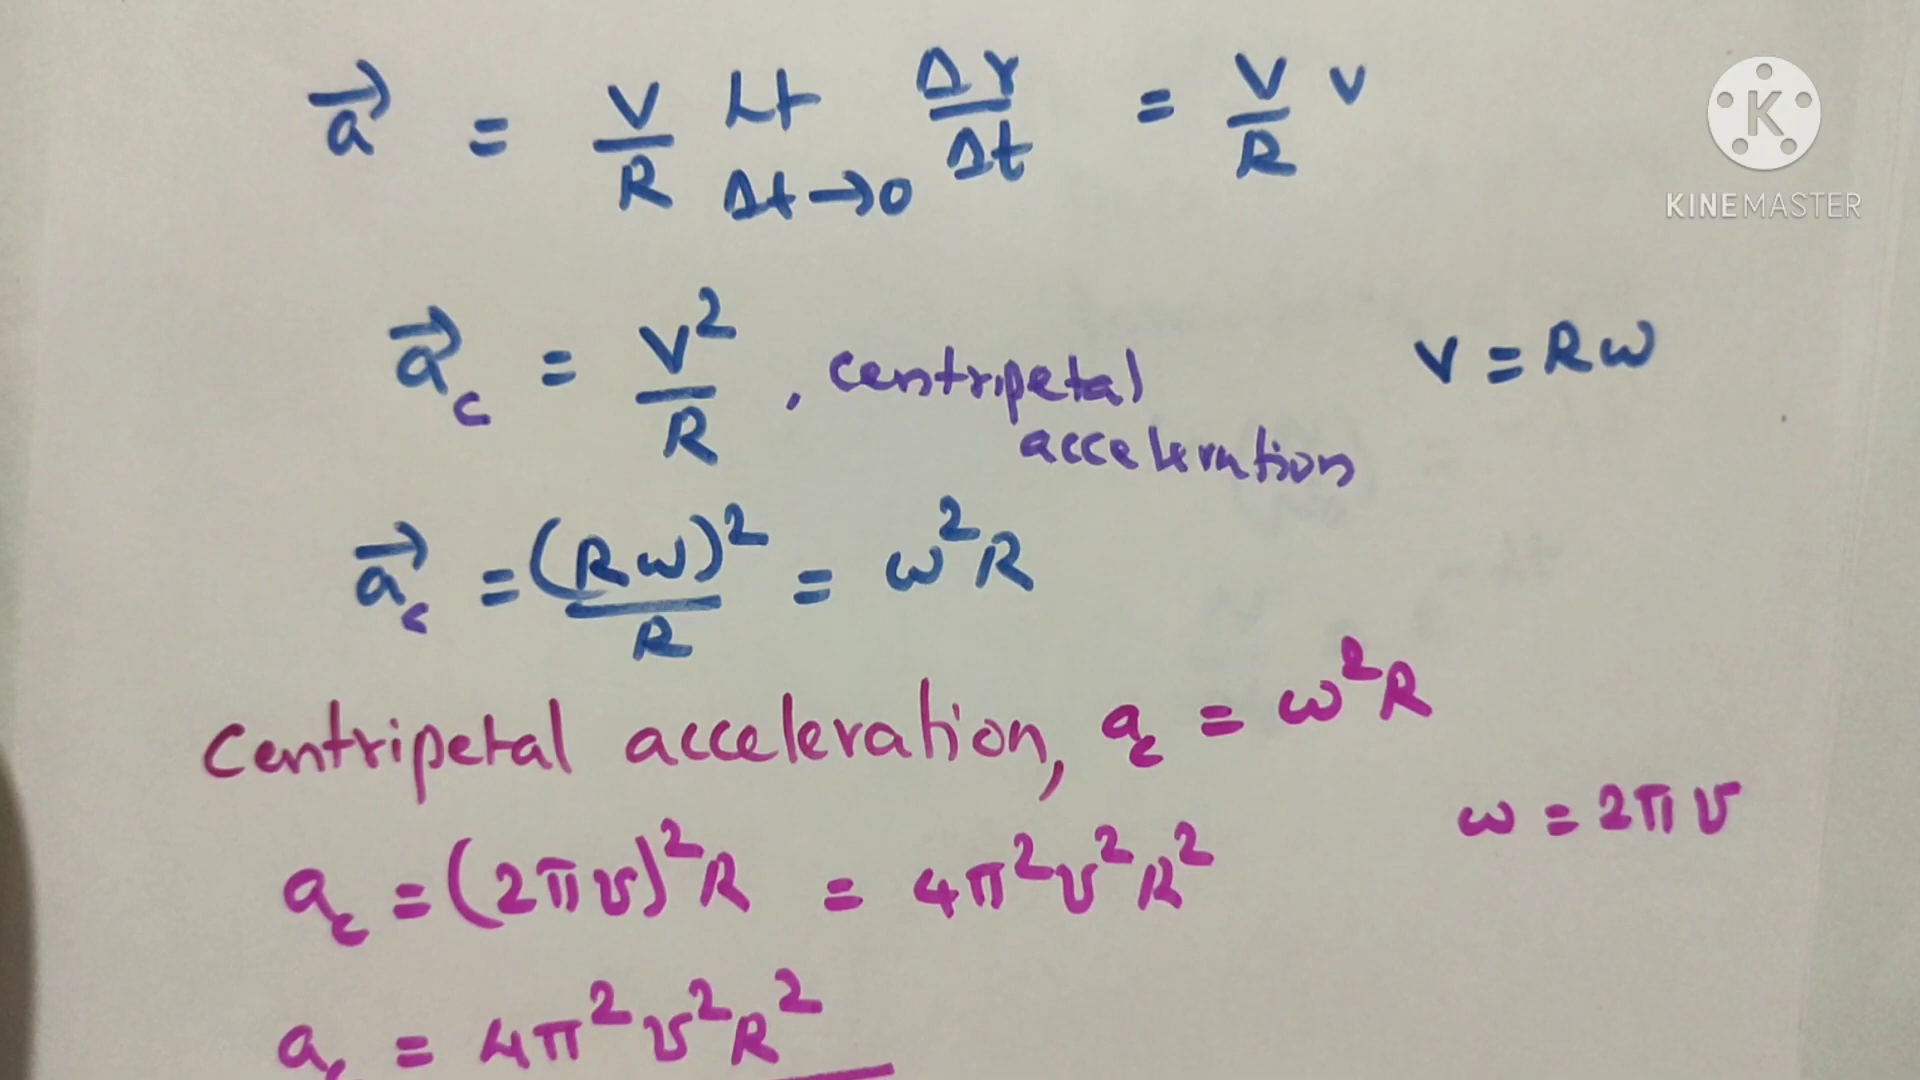 a⃗ = V/R Lt Δt→0 Δr/Δt = V/R v
K
KINEMASTER
a⃗c = V²/R , centripetal acceleration
V = Rω
a⃗c = (Rω)²/R = ω²R
Centripetal acceleration, ac = ω²R
ω = 2πυ
ac = (2πυ)²R = 4π²υ²R²
ac = 4π²υ²R²